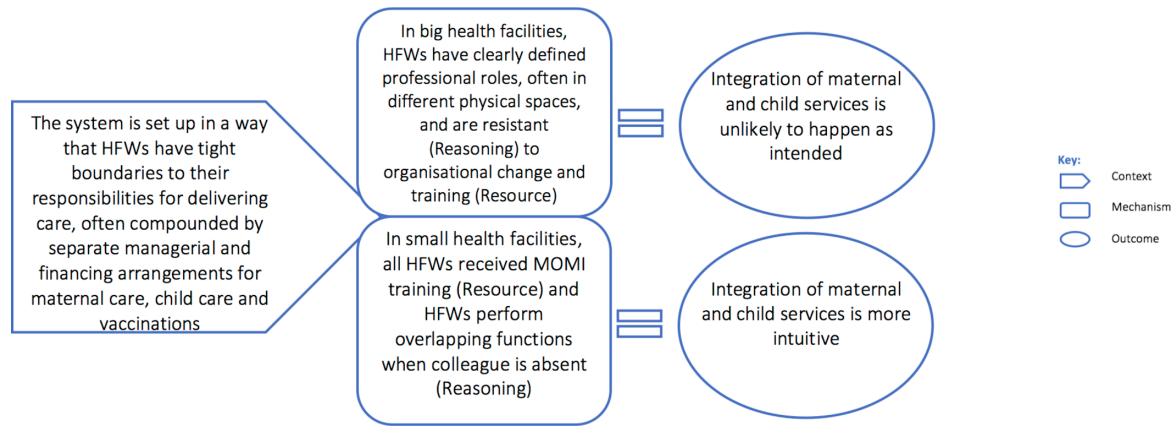 The system is set up in a way
that HFWs have tight
boundaries to their
responsibilities for delivering
care, often compounded by
separate managerial and
financing arrangements for
maternal care, child care and
vaccinations
In big health facilities,
HFWs have clearly defined
professional roles, often in
different physical spaces,
and are resistant
(Reasoning) to
organisational change and
training (Resource)
Integration of maternal
and child services is
unlikely to happen as
intended
In small health facilities,
all HFWs received MOMI
training (Resource) and
HFWs perform
overlapping functions
when colleague is absent
(Reasoning)
Integration of maternal
and child services is more
intuitive
Key:
Context
Mechanism
Outcome